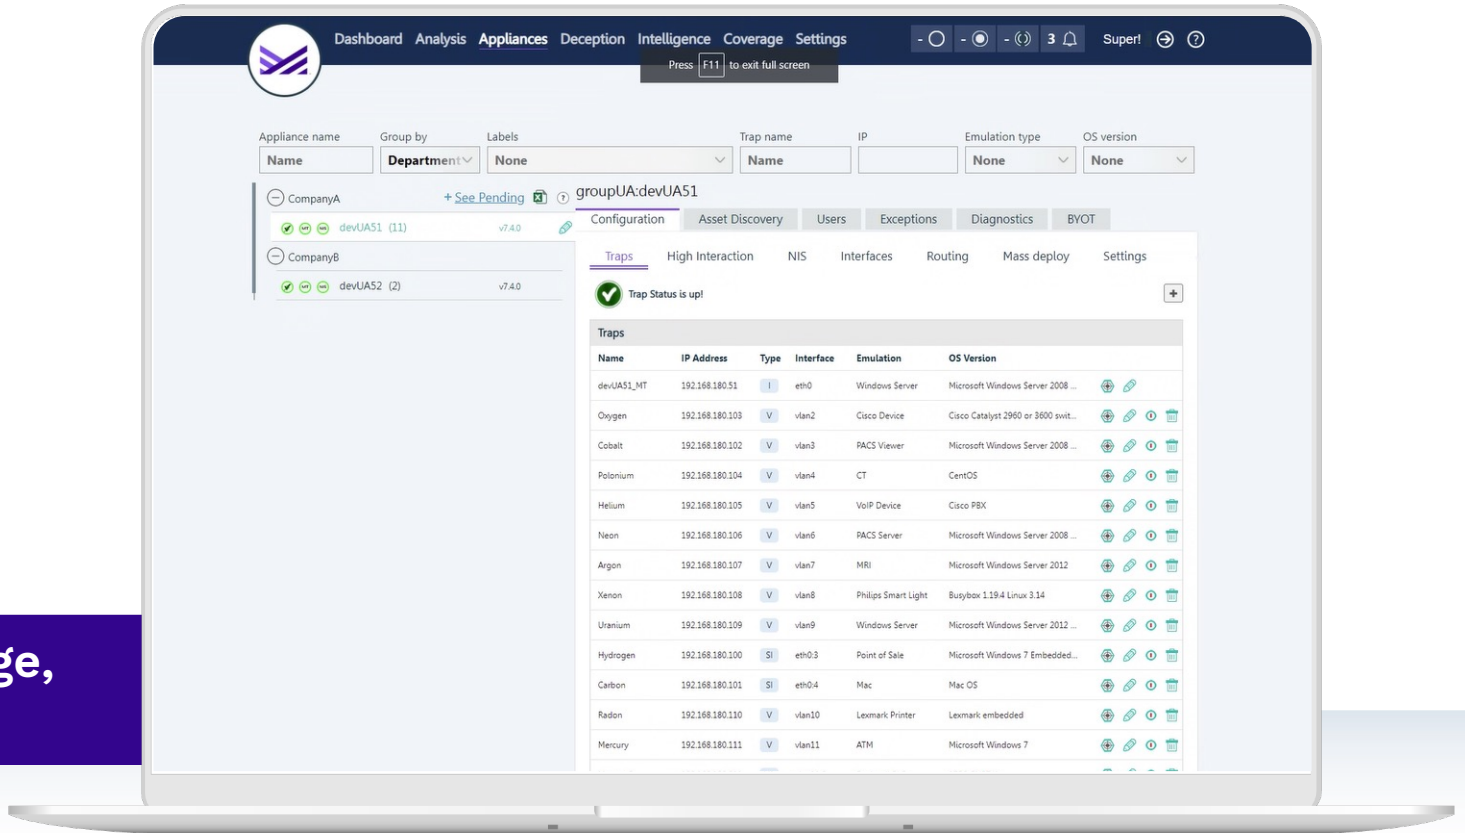 Dashboard Analysis Appliances Deception Intelligence Coverage Settings - - - 3 Super!
Press F11 to exit full screen
Appliance name Group by Labels Trap name IP Emulation type OS version
Name Department None Name None None
CompanyA + See Pending
devUA51 (11) v7.4.0
CompanyB
devUA52 (2) v7.4.0
groupUA:devUA51
Configuration Asset Discovery Users Exceptions Diagnostics BYOT
Traps High Interaction NIS Interfaces Routing Mass deploy Settings
Trap Status is up! +
Traps
Name IP Address Type Interface Emulation OS Version
devUA51_MT 192.168.180.51 I eth0 Windows Server Microsoft Windows Server 2008 ...
Oxygen 192.168.180.103 V vlan2 Cisco Device Cisco Catalyst 2960 or 3600 swit...
Cobalt 192.168.180.102 V vlan3 PACS Viewer Microsoft Windows Server 2008 ...
Polonium 192.168.180.104 V vlan4 CT CentOS
Helium 192.168.180.105 V vlan5 VoIP Device Cisco PBX
Neon 192.168.180.106 V vlan6 PACS Server Microsoft Windows Server 2008 ...
Argon 192.168.180.107 V vlan7 MRI Microsoft Windows Server 2012
Xenon 192.168.180.108 V vlan8 Philips Smart Light Busybox 1.19.4 Linux 3.14
Uranium 192.168.180.109 V vlan9 Windows Server Microsoft Windows Server 2012 ...
Hydrogen 192.168.180.100 SI eth0:3 Point of Sale Microsoft Windows 7 Embedded...
Carbon 192.168.180.101 SI eth0:4 Mac Mac OS
Radon 192.168.180.110 V vlan10 Lexmark Printer Lexmark embedded
Mercury 192.168.180.111 V vlan11 ATM Microsoft Windows 7
ge,